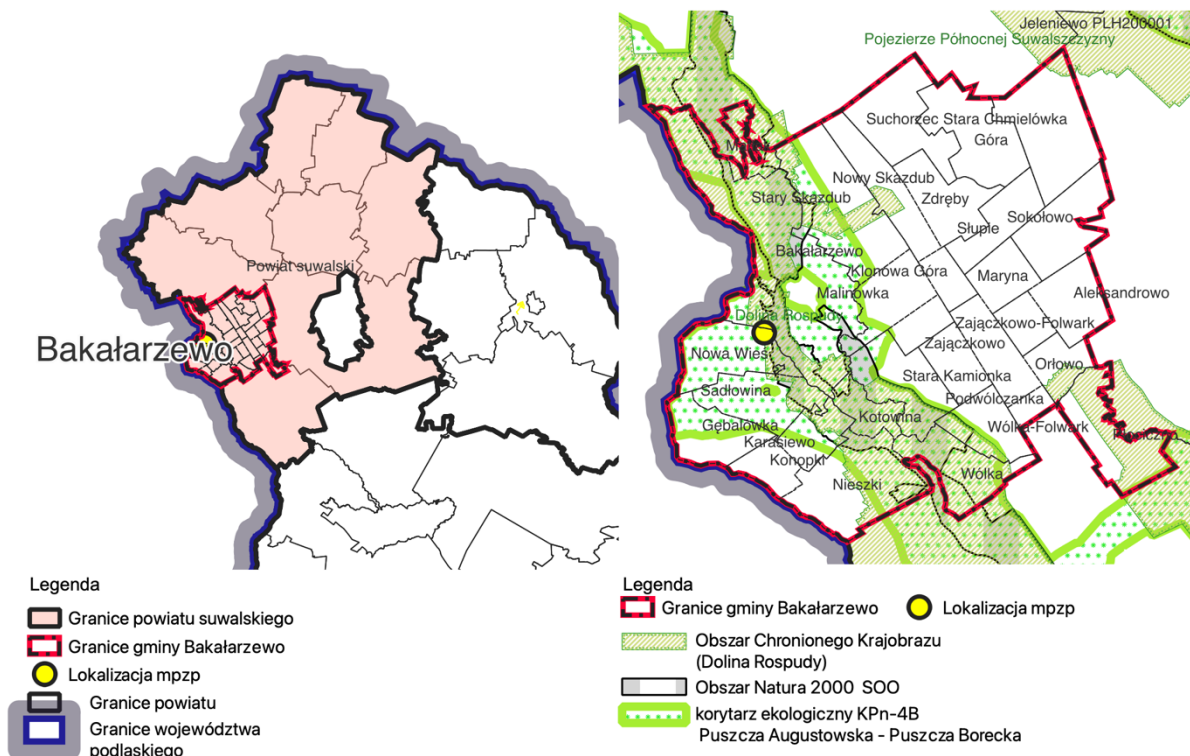 Powiat suwalski
Bakałarzewo
Legenda
Granice powiatu suwalskiego
Granice gminy Bakałarzewo
Lokalizacja mpzp
Granice powiatu
Granice województwa
podlaskiego
Jeleniewo PLH200001
Pojezierze Północnej Suwalszczyzny
Suchorzec Stara Chmielówka
Góra
Nowy Skazdub
Stary Skazdub
Zdręby
Sokołowo
Słupie
Bakałarzewo
Klonowa Góra
Maryna
Malinówka
Aleksandrowo
Dolina Rospudy
Zajączkowo-Folwark
Zajączkowo
Nowa Wieś
Orłowo
Stara Kamionka
Sadłowina
Podwólczanka
Kotowina
Gębalówka
Wólka-Folwark
Karasiewo
Konopki
Wólka
Nieszki
Legenda
Granice gminy Bakałarzewo
Lokalizacja mpzp
Obszar Chronionego Krajobrazu
(Dolina Rospudy)
Obszar Natura 2000 SOO
korytarz ekologiczny KPn-4B
Puszcza Augustowska - Puszcza Borecka